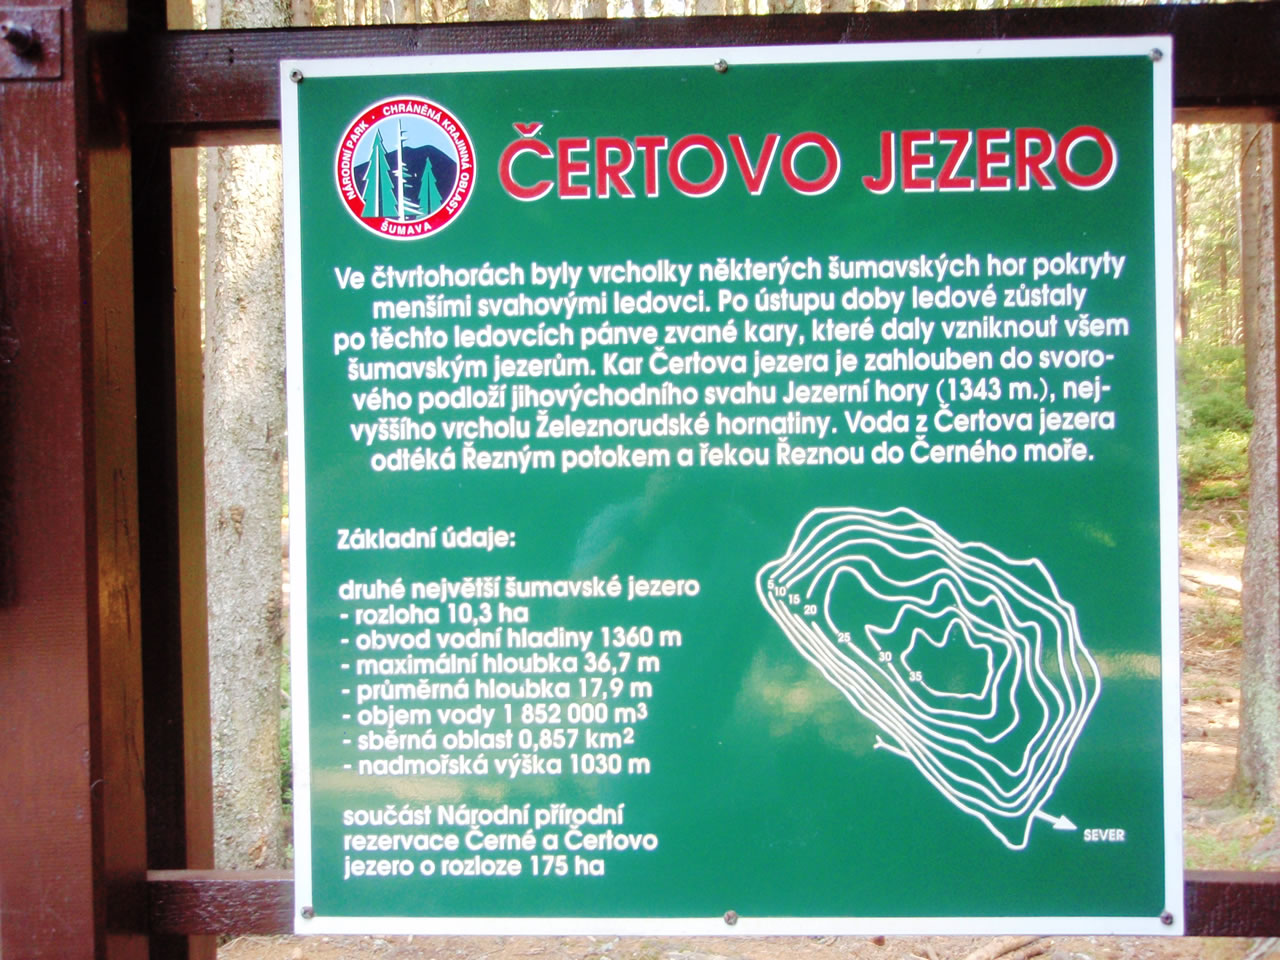 NÁRODNÍ PARK · CHRÁNĚNÁ KRAJINNÁ OBLAST
ŠUMAVA
ČERTOVO JEZERO
Ve čtvrtohorách byly vrcholky některých šumavských hor pokryty
menšími svahovými ledovci. Po ústupu doby ledové zůstaly
po těchto ledovcích pánve zvané kary, které daly vzniknout všem
šumavským jezerům. Kar Čertova jezera je zahlouben do svoro-
vého podloží jihovýchodního svahu Jezerní hory (1343 m.), nej-
vyššího vrcholu Železnorudské hornatiny. Voda z Čertova jezera
odtéká Řezným potokem a řekou Řeznou do Černého moře.
Základní údaje:
druhé největší šumavské jezero
- rozloha 10,3 ha
- obvod vodní hladiny 1360 m
- maximální hloubka 36,7 m
- průměrná hloubka 17,9 m
- objem vody 1 852 000 m³
- sběrná oblast 0,857 km²
- nadmořská výška 1030 m
součást Národní přírodní
rezervace Černé a Čertovo
jezero o rozloze 175 ha
5
10
15
20
25
30
35
SEVER